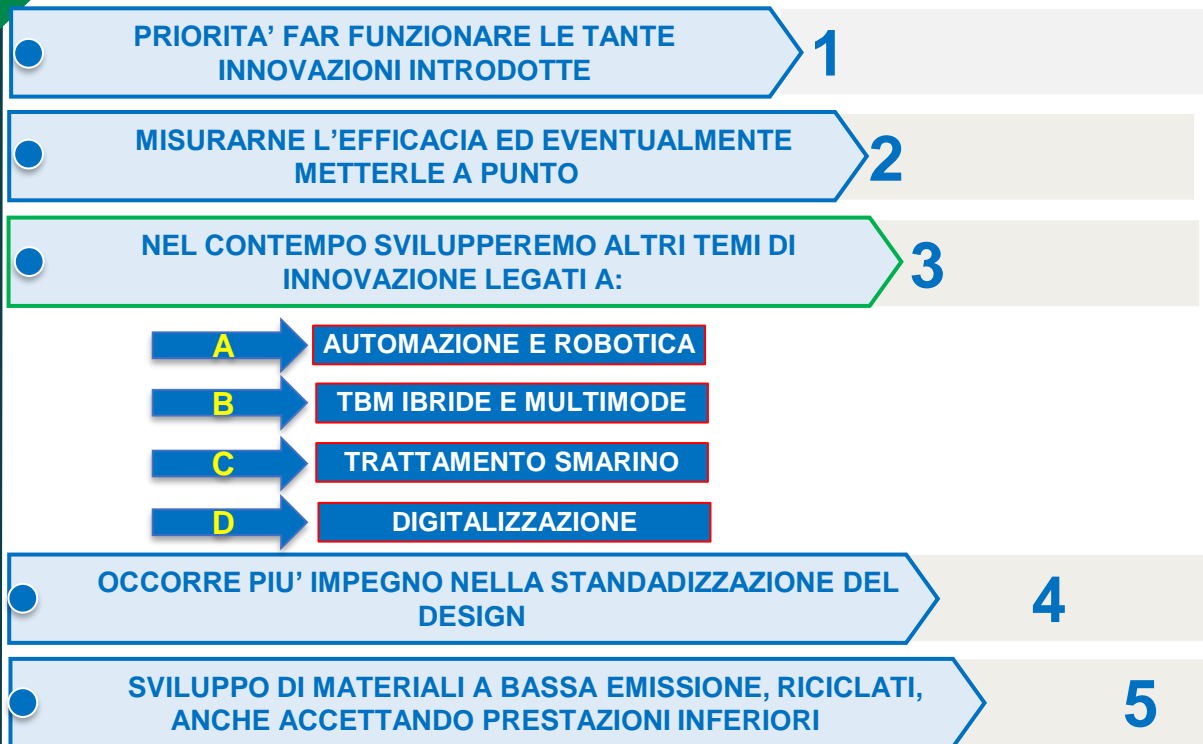 PRIORITA’ FAR FUNZIONARE LE TANTE
INNOVAZIONI INTRODOTTE
1
MISURARNE L’EFFICACIA ED EVENTUALMENTE
METTERLE A PUNTO
2
NEL CONTEMPO SVILUPPEREMO ALTRI TEMI DI
INNOVAZIONE LEGATI A:
3
A
AUTOMAZIONE E ROBOTICA
B
TBM IBRIDE E MULTIMODE
C
TRATTAMENTO SMARINO
D
DIGITALIZZAZIONE
OCCORRE PIU’ IMPEGNO NELLA STANDADIZZAZIONE DEL
DESIGN
4
SVILUPPO DI MATERIALI A BASSA EMISSIONE, RICICLATI,
ANCHE ACCETTANDO PRESTAZIONI INFERIORI
5